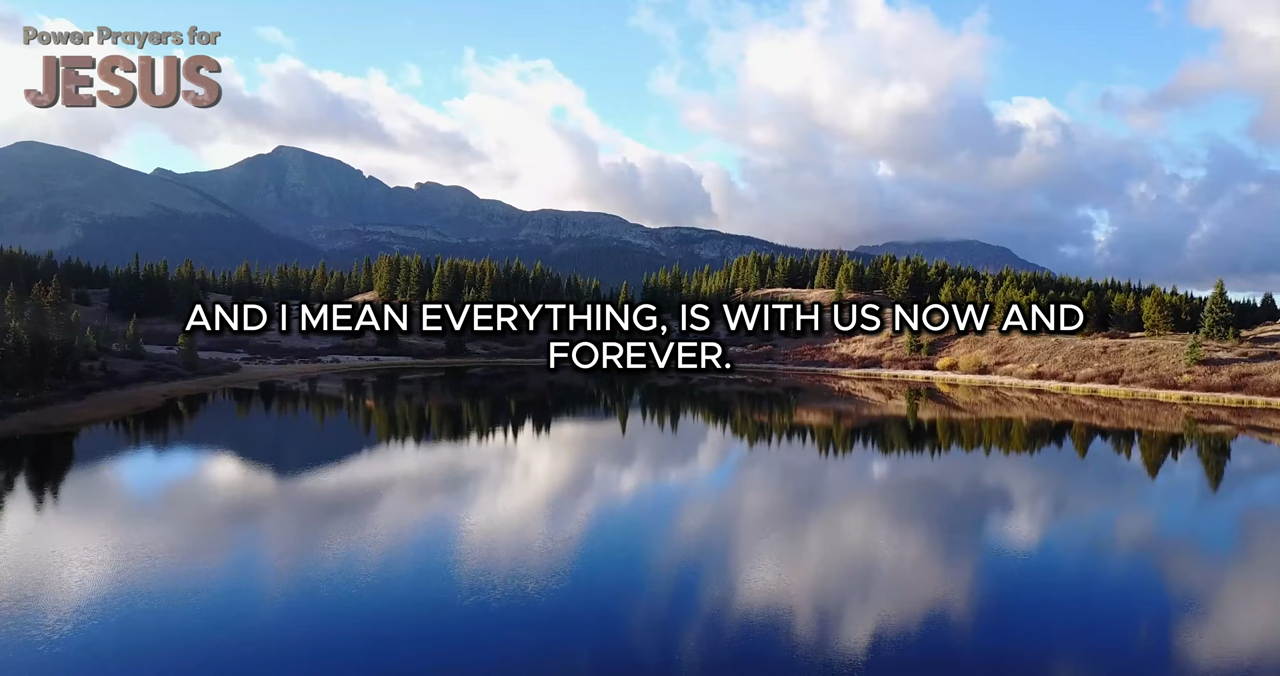 Power Prayers for
JESUS
AND I MEAN EVERYTHING, IS WITH US NOW AND
FOREVER.